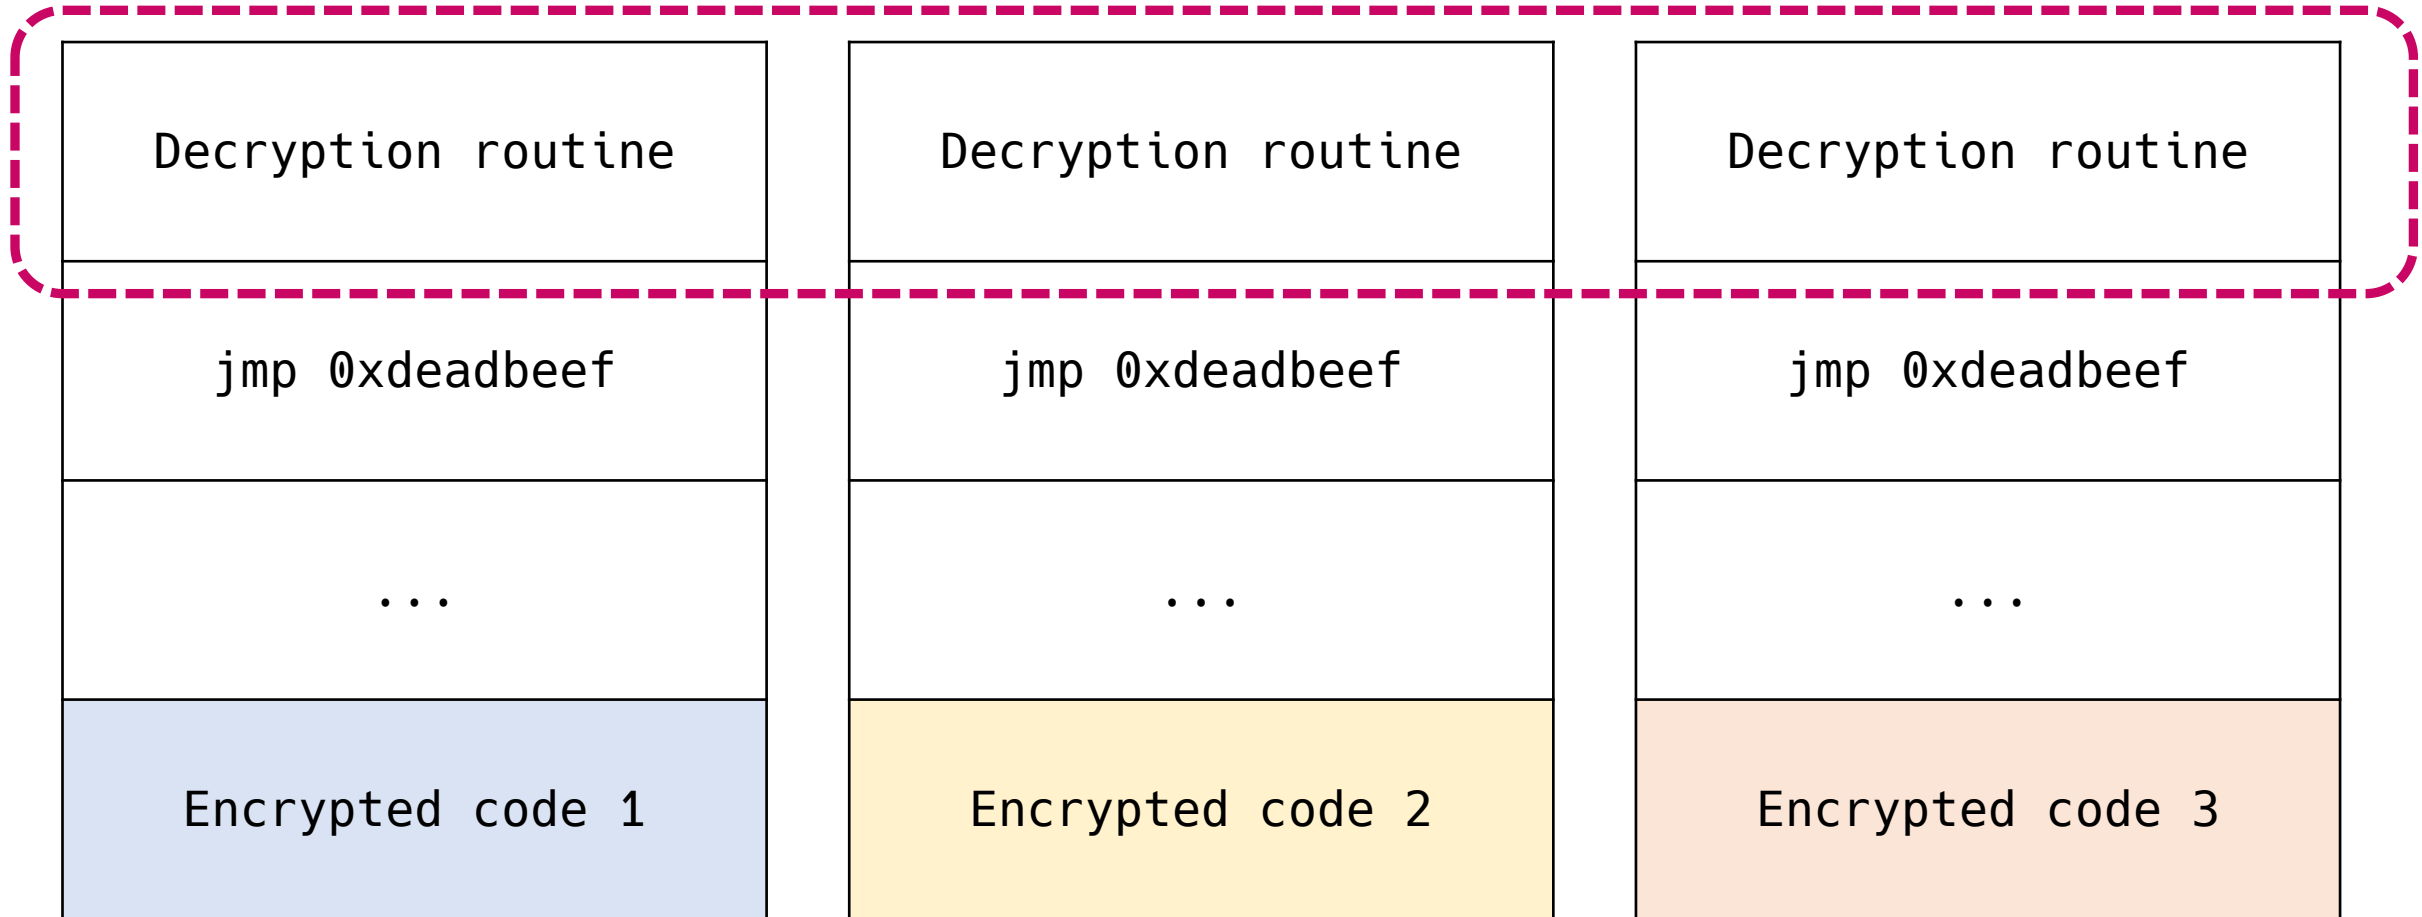 Decryption routine
Decryption routine
Decryption routine
jmp 0xdeadbeef
jmp 0xdeadbeef
jmp 0xdeadbeef
...
...
...
Encrypted code 1
Encrypted code 2
Encrypted code 3